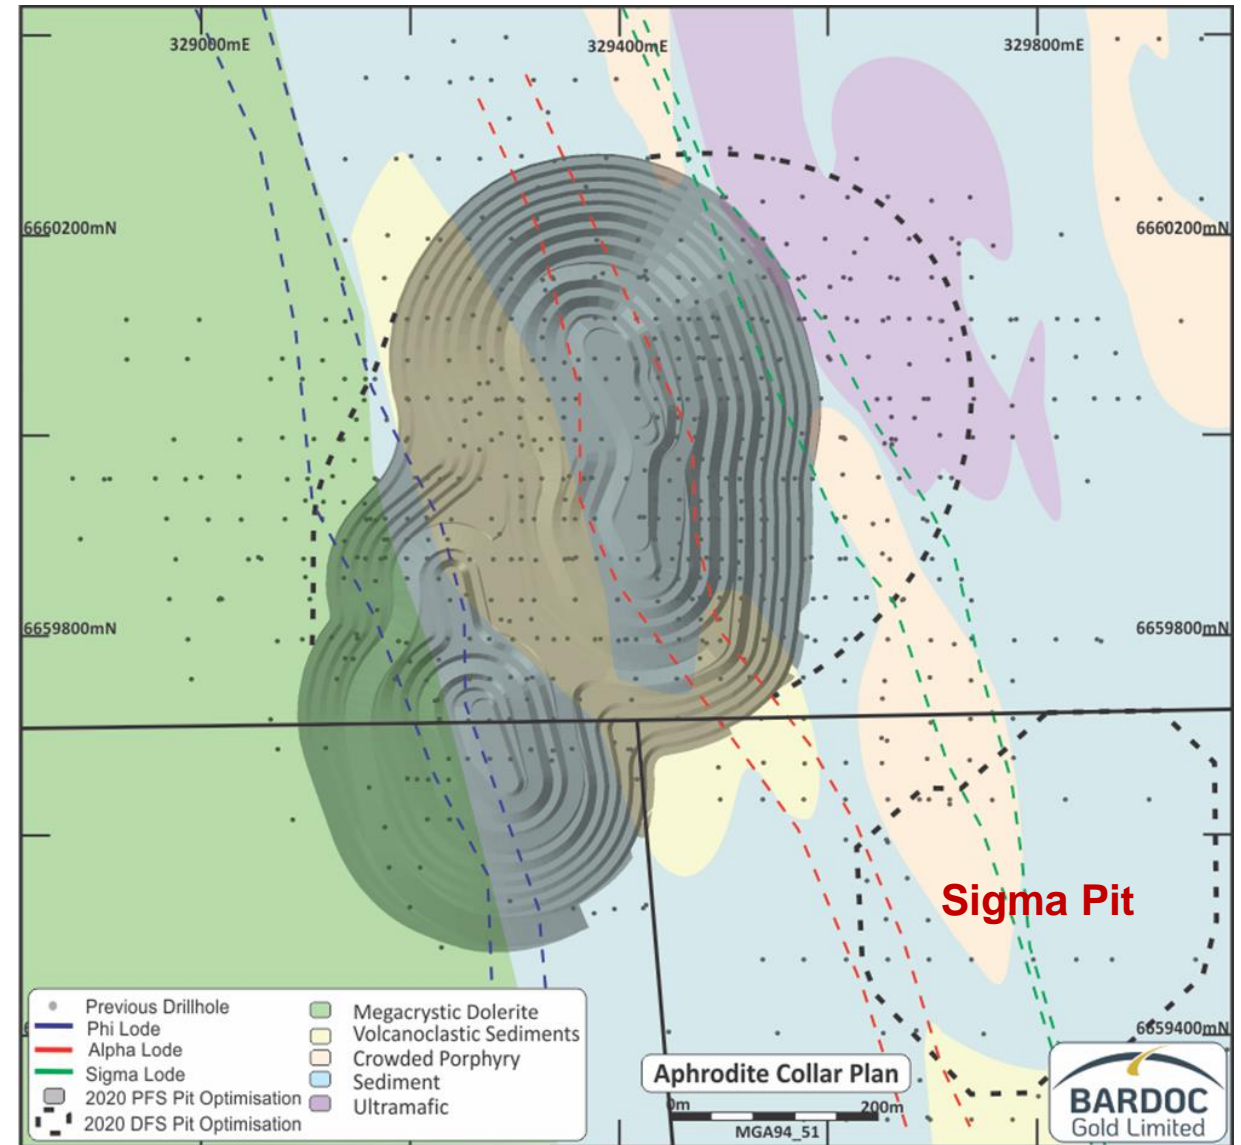 329000mE
329400mE
329800mE
6660200mN
6660200mN
6659800mN
6659800mN
Sigma Pit
6659400mN
Previous Drillhole
Phi Lode
Alpha Lode
Sigma Lode
2020 PFS Pit Optimisation
2020 DFS Pit Optimisation
Megacrystic Dolerite
Volcanoclastic Sediments
Crowded Porphyry
Sediment
Ultramafic
Aphrodite Collar Plan
0m
200m
MGA94_51
BARDOC
Gold Limited